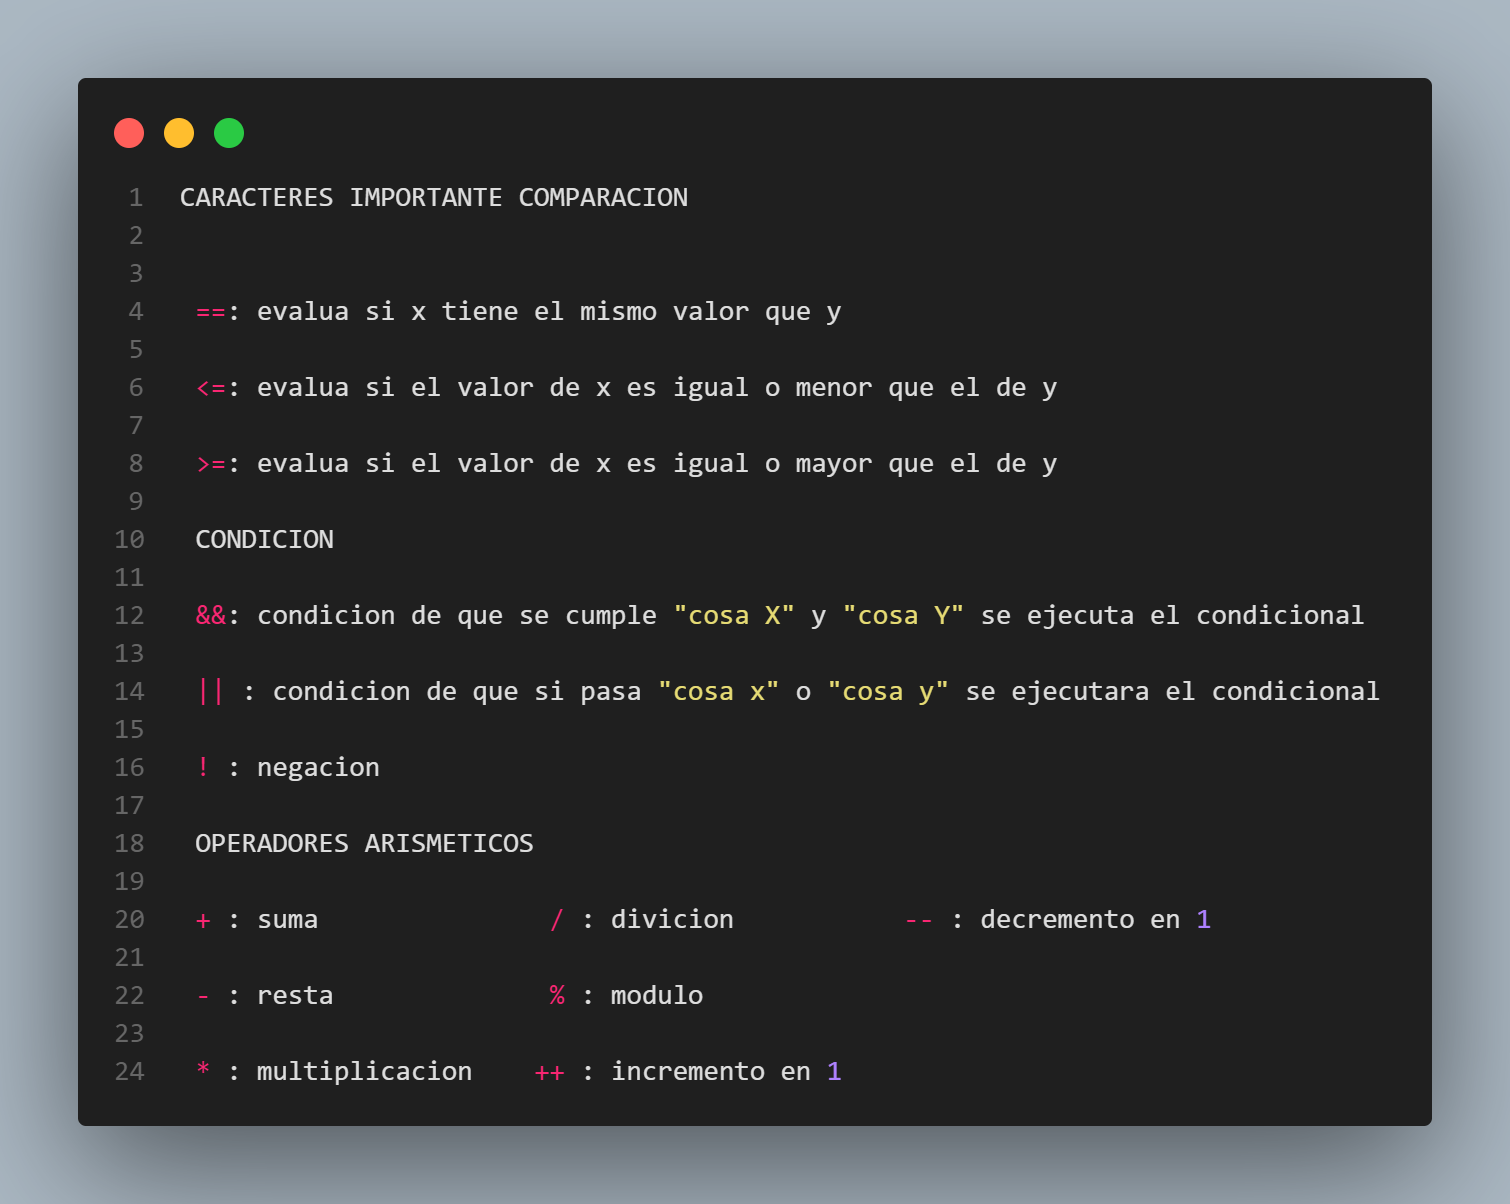 1 CARACTERES IMPORTANTE COMPARACION
2
3
4 ==: evalua si x tiene el mismo valor que y
5
6 <=: evalua si el valor de x es igual o menor que el de y
7
8 >=: evalua si el valor de x es igual o mayor que el de y
9
10 CONDICION
11
12 &&: condicion de que se cumple "cosa X" y "cosa Y" se ejecuta el condicional
13
14 || : condicion de que si pasa "cosa x" o "cosa y" se ejecutara el condicional
15
16 ! : negacion
17
18 OPERADORES ARISMETICOS
19
20 + : suma / : divicion -- : decremento en 1
21
22 - : resta % : modulo
23
24 * : multiplicacion ++ : incremento en 1